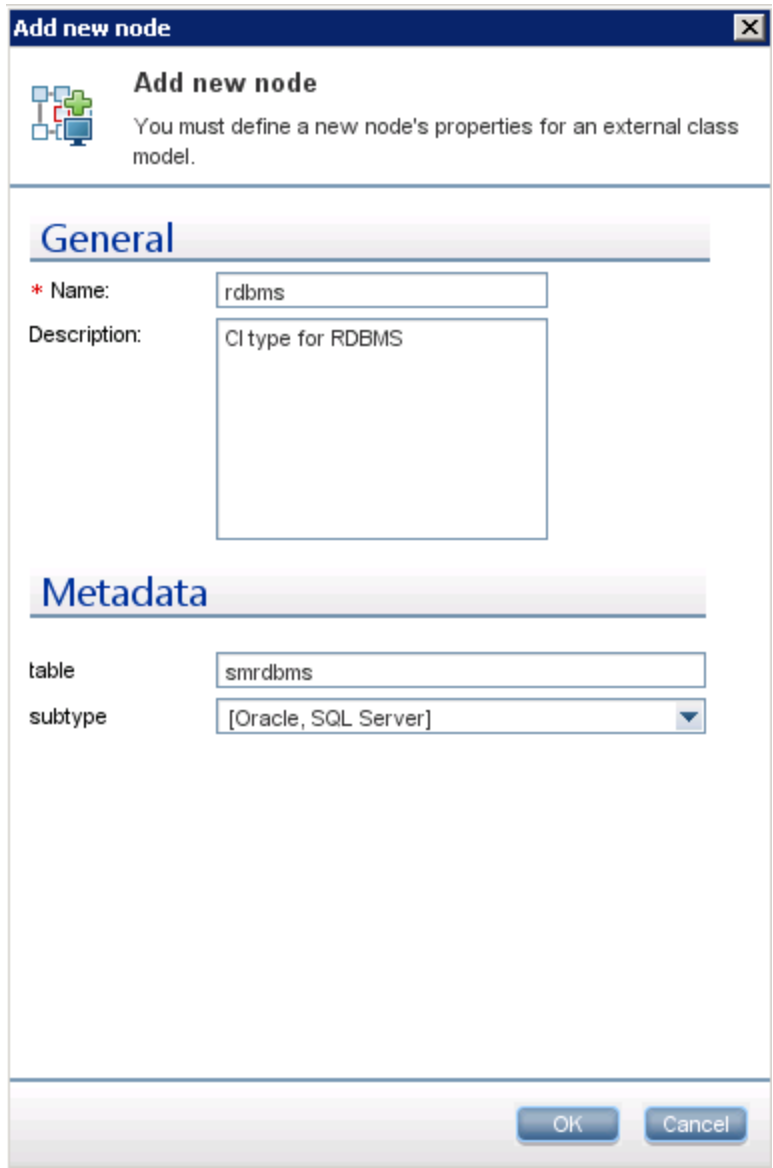 Add new node
Add new node
You must define a new node's properties for an external class
model.
General
* Name:
rdbms
Description:
CI type for RDBMS
Metadata
table
smrdbms
subtype
[Oracle, SQL Server]
OK
Cancel